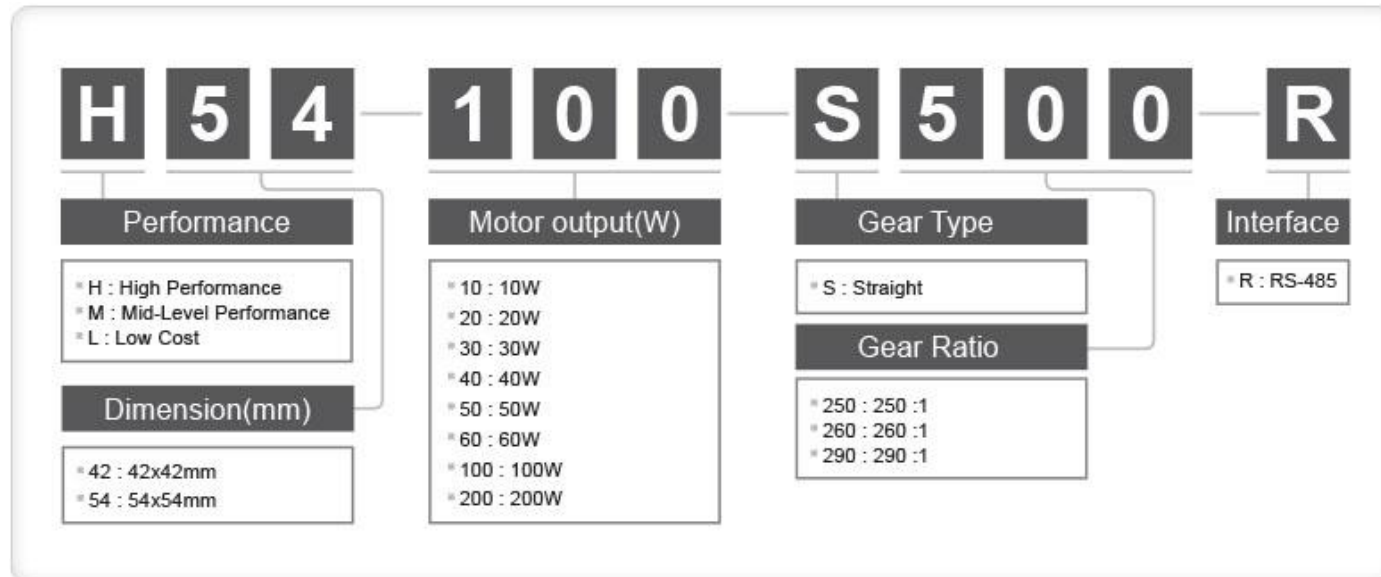 H54-100-S500-R
Performance
H : High Performance
M : Mid-Level Performance
L : Low Cost
Dimension(mm)
42 : 42x42mm
54 : 54x54mm
Motor output(W)
10 : 10W
20 : 20W
30 : 30W
40 : 40W
50 : 50W
60 : 60W
100 : 100W
200 : 200W
Gear Type
S : Straight
Gear Ratio
250 : 250 :1
260 : 260 :1
290 : 290 :1
Interface
R : RS-485